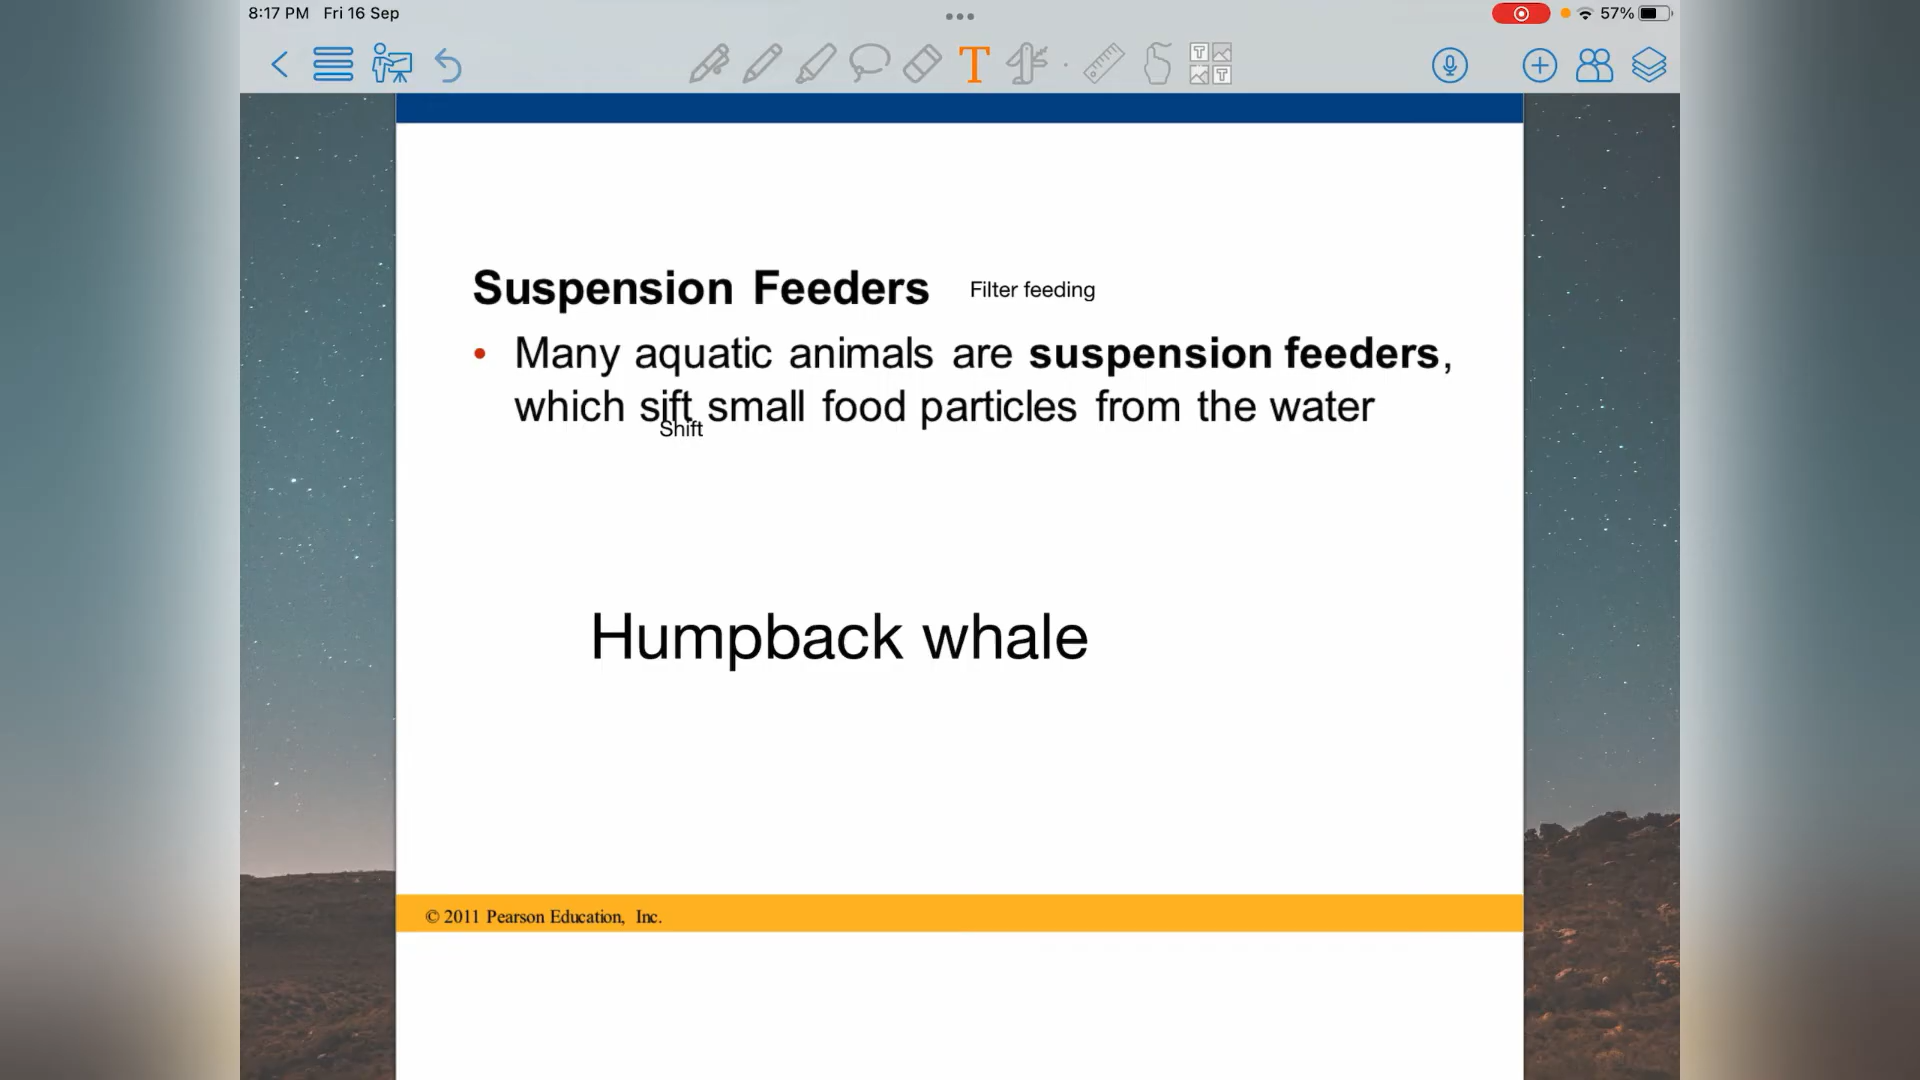 8:17 PM Fri 16 Sep
57%
T
Suspension Feeders Filter feeding
• Many aquatic animals are suspension feeders,
which sift small food particles from the water
Shift
Humpback whale
© 2011 Pearson Education, Inc.